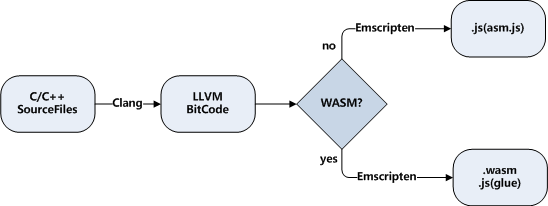 no
Emscripten
.js(asm.js)
C/C++
SourceFiles
Clang
LLVM
BitCode
WASM?
yes
Emscripten
.wasm
.js(glue)